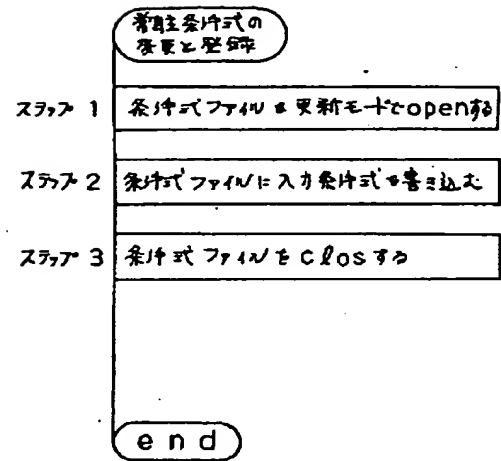 常駐条件式の
変更と登録
ステップ 1 条件式ファイルを更新モードでopenする
ステップ 2 条件式ファイルに入力条件式を書き込む
ステップ 3 条件式ファイルをclosする
end